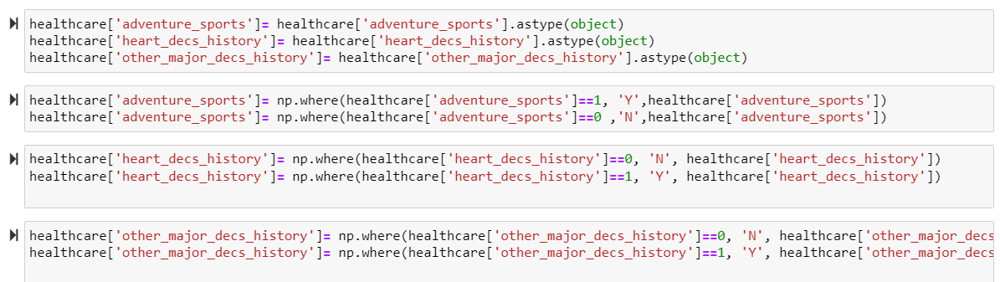 healthcare['adventure_sports']= healthcare['adventure_sports'].astype(object)
healthcare['heart_decs_history']= healthcare['heart_decs_history'].astype(object)
healthcare['other_major_decs_history']= healthcare['other_major_decs_history'].astype(object)
healthcare['adventure_sports']= np.where(healthcare['adventure_sports']==1, 'Y',healthcare['adventure_sports'])
healthcare['adventure_sports']= np.where(healthcare['adventure_sports']==0 ,'N',healthcare['adventure_sports'])
healthcare['heart_decs_history']= np.where(healthcare['heart_decs_history']==0, 'N', healthcare['heart_decs_history'])
healthcare['heart_decs_history']= np.where(healthcare['heart_decs_history']==1, 'Y', healthcare['heart_decs_history'])
healthcare['other_major_decs_history']= np.where(healthcare['other_major_decs_history']==0, 'N', healthcare['other_major_decs
healthcare['other_major_decs_history']= np.where(healthcare['other_major_decs_history']==1, 'Y', healthcare['other_major_decs